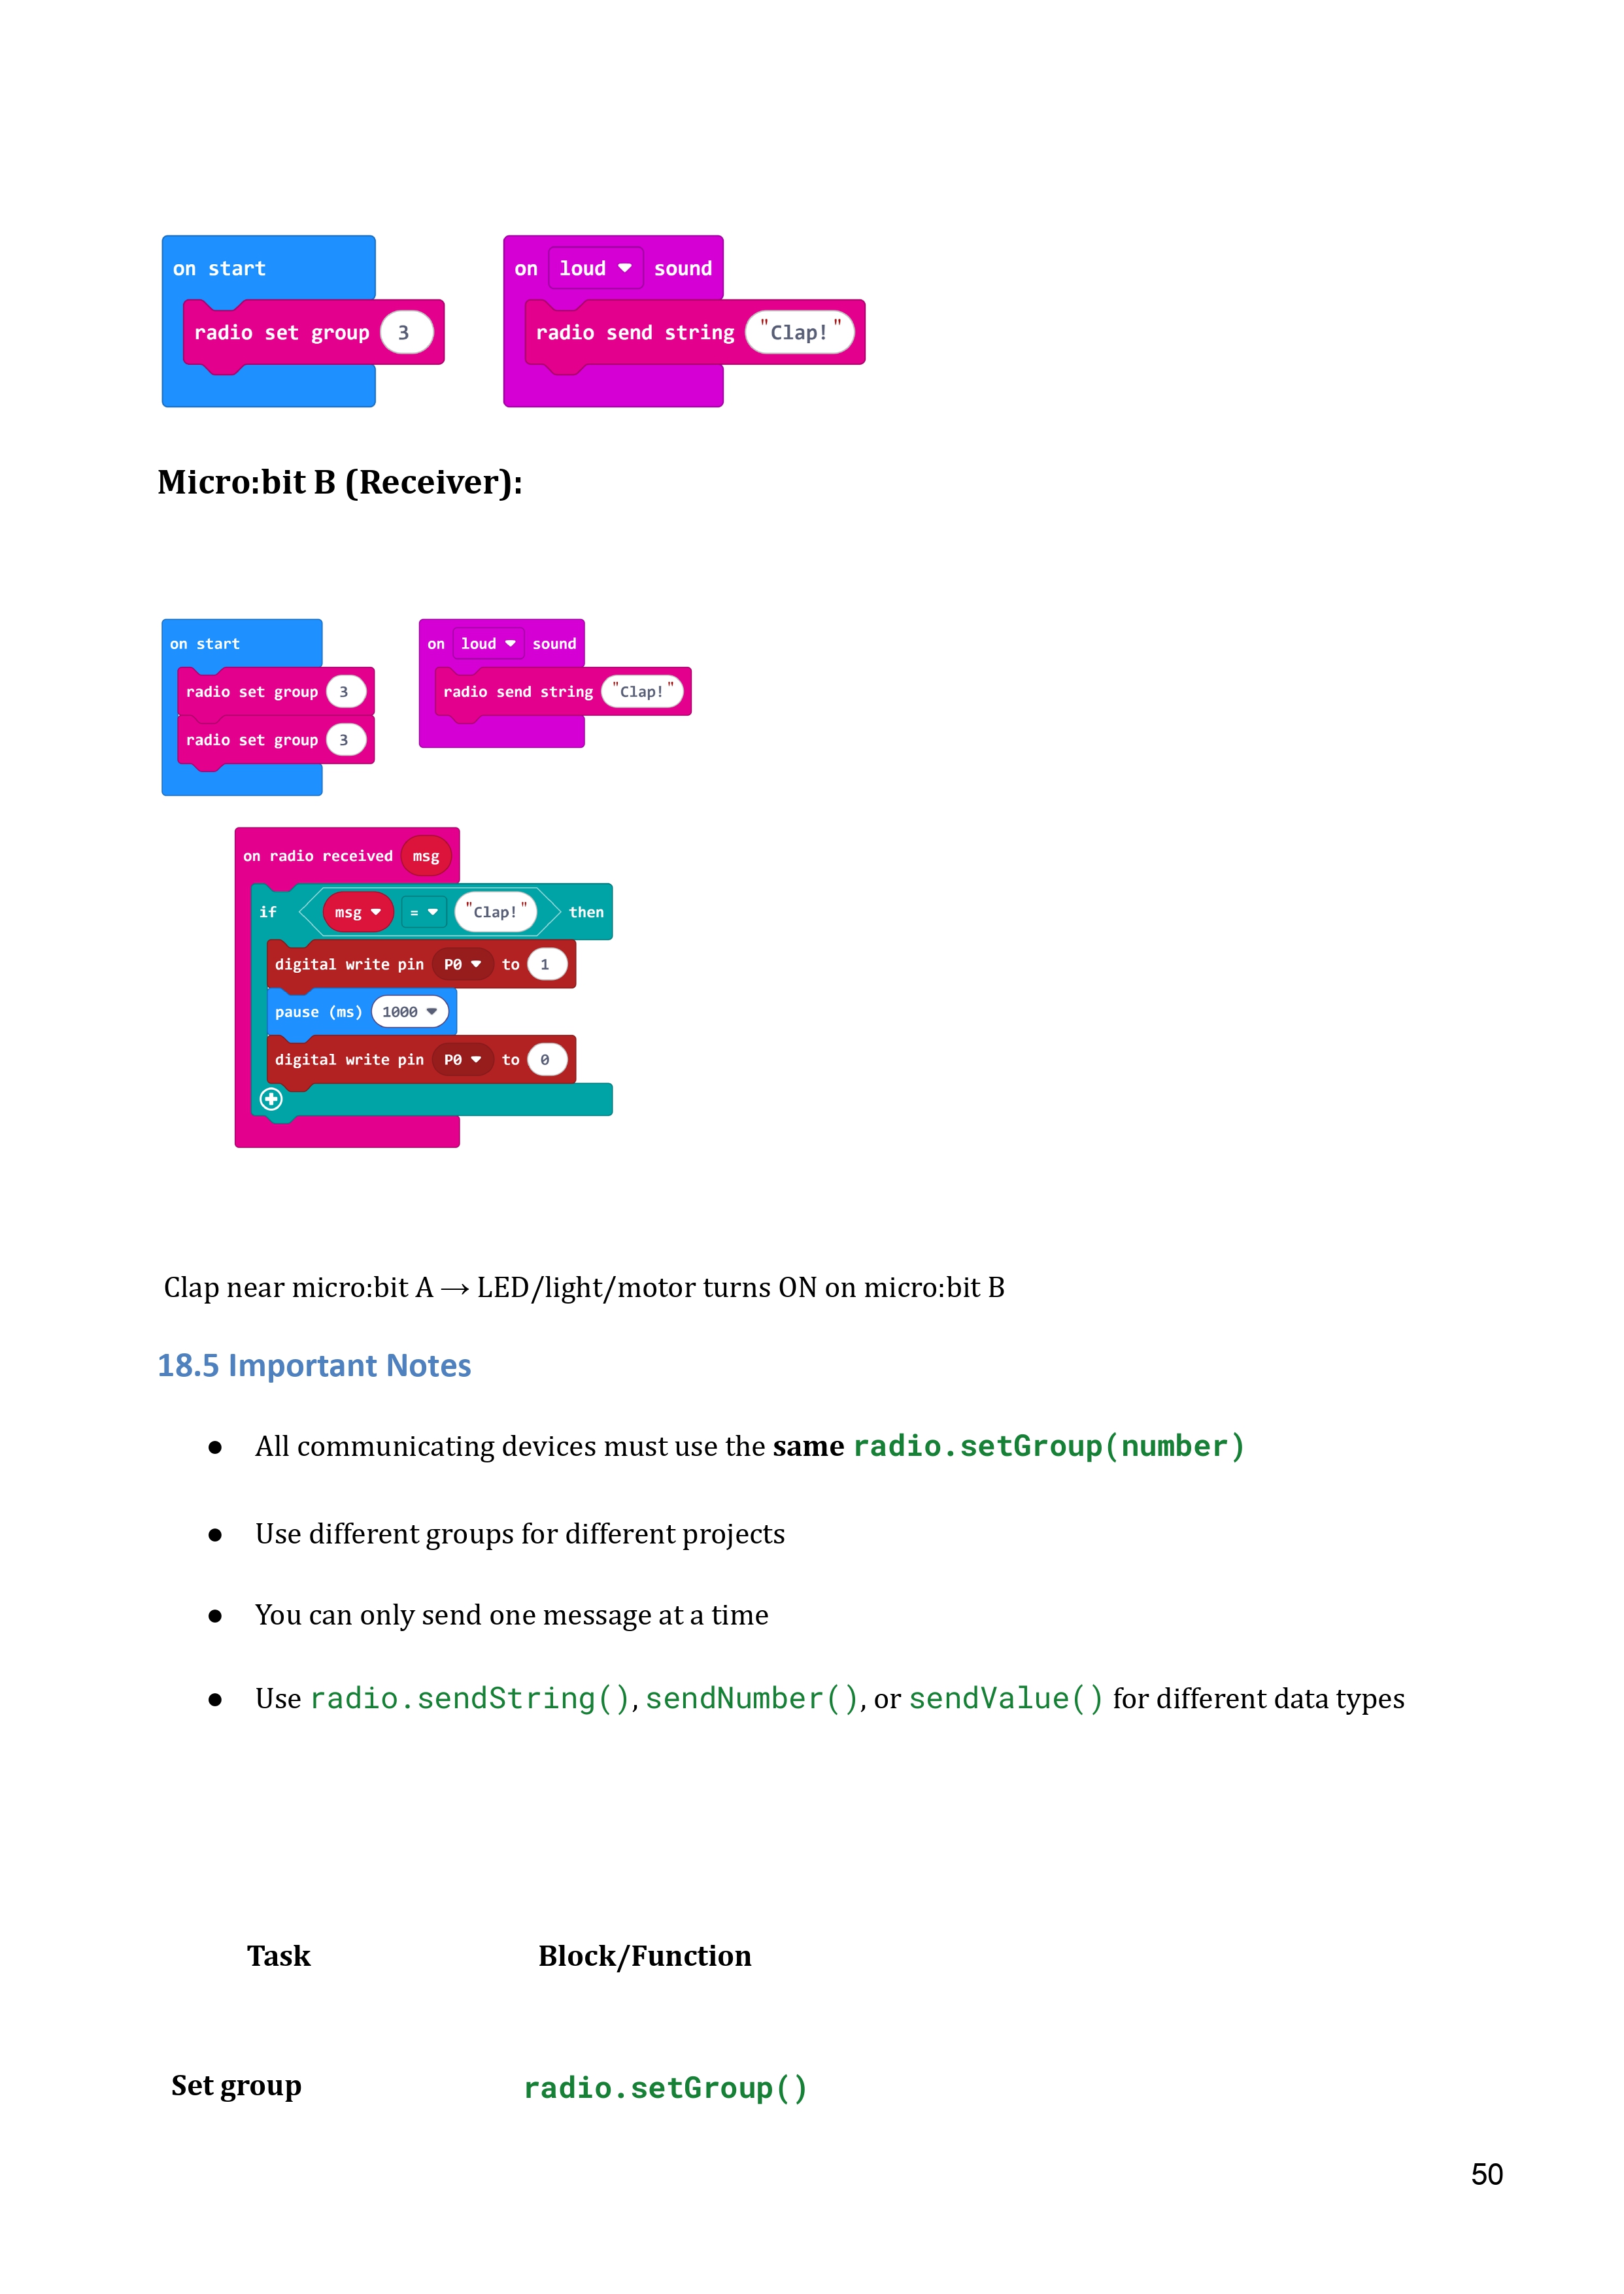 on start
radio set group 3
on loud sound
radio send string "Clap!"
Micro:bit B (Receiver):
on start
radio set group 3
radio set group 3
on loud sound
radio send string "Clap!"
on radio received msg
if msg = "Clap!" then
digital write pin P0 to 1
pause (ms) 1000
digital write pin P0 to 0
Clap near micro:bit A → LED/light/motor turns ON on micro:bit B
18.5 Important Notes
● All communicating devices must use the same radio.setGroup(number)
● Use different groups for different projects
● You can only send one message at a time
● Use radio.sendString(), sendNumber(), or sendValue() for different data types
Task Block/Function
Set group radio.setGroup()
50